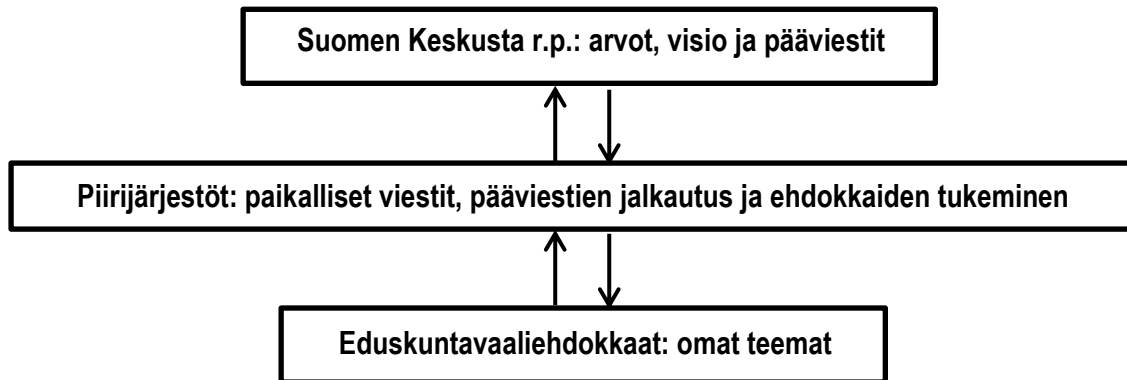 Suomen Keskusta r.p.: arvot, visio ja pääviestit
Piirijärjestöt: paikalliset viestit, pääviestien jalkautus ja ehdokkaiden tukeminen
Eduskuntavaaliehdokkaat: omat teemat